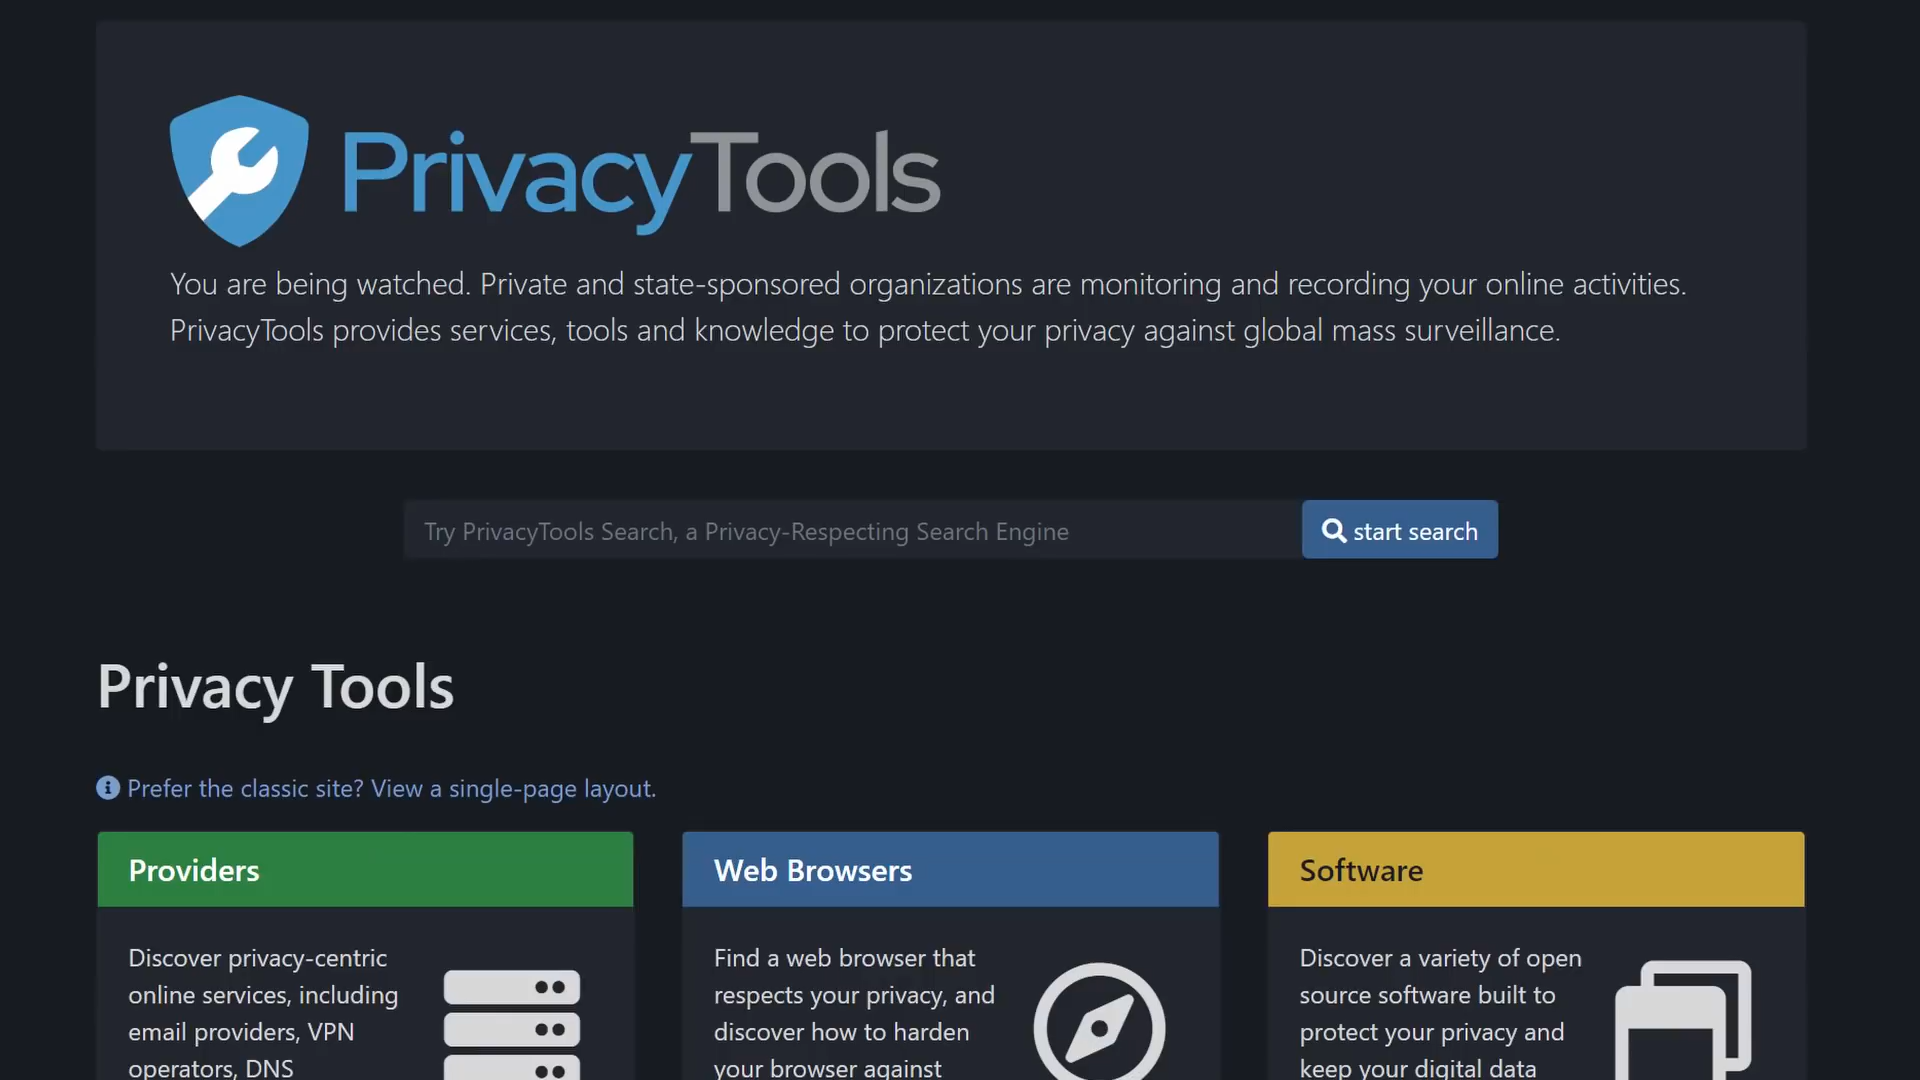 PrivacyTools
You are being watched. Private and state-sponsored organizations are monitoring and recording your online activities.
PrivacyTools provides services, tools and knowledge to protect your privacy against global mass surveillance.
Try PrivacyTools Search, a Privacy-Respecting Search Engine
start search
Privacy Tools
Prefer the classic site? View a single-page layout.
Providers
Discover privacy-centric
online services, including
email providers, VPN
operators, DNS
Web Browsers
Find a web browser that
respects your privacy, and
discover how to harden
your browser against
Software
Discover a variety of open
source software built to
protect your privacy and
keep your digital data